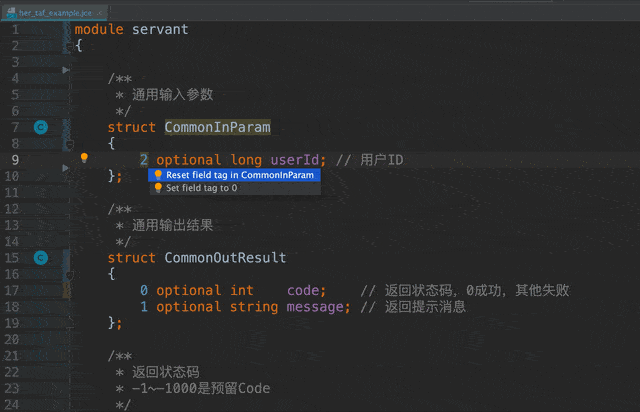 her_taf_example.jce
1 module servant
2 {
3
4 /**
5 * 通用输入参数
6 */
7 struct CommonInParam
8 {
9 2 optional long userId; // 用户ID
Reset field tag in CommonInParam
10 };
Set field tag to 0
11
12 /**
13 * 通用输出结果
14 */
15 struct CommonOutResult
16 {
17 0 optional int code; // 返回状态码，0成功，其他失败
18 1 optional string message; // 返回提示消息
19 };
20
21 /**
22 * 返回状态码
23 * -1~-1000是预留Code
24 */